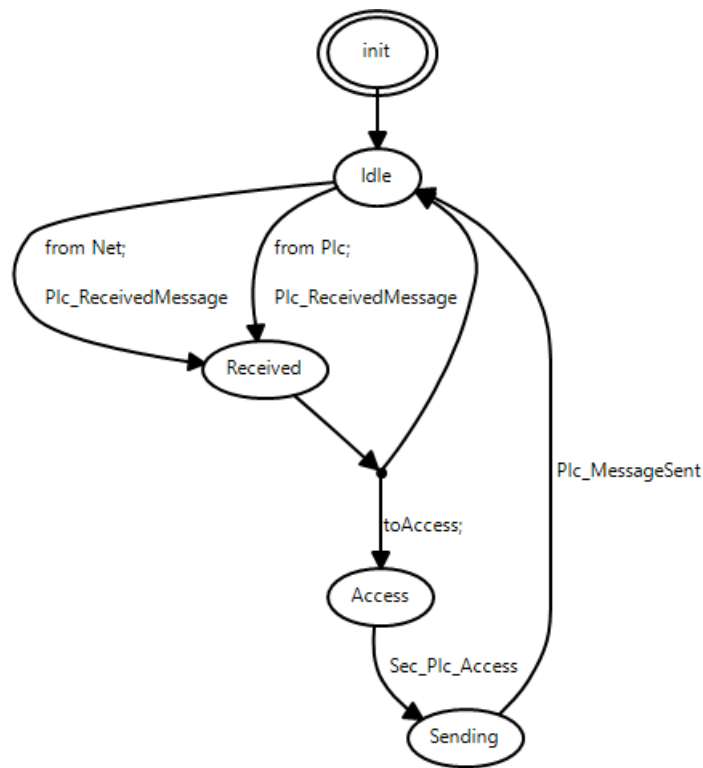 init
Idle
from Net;
from Plc;
Plc_ReceivedMessage
Plc_ReceivedMessage
Received
Plc_MessageSent
toAccess;
Access
Sec_Plc_Access
Sending